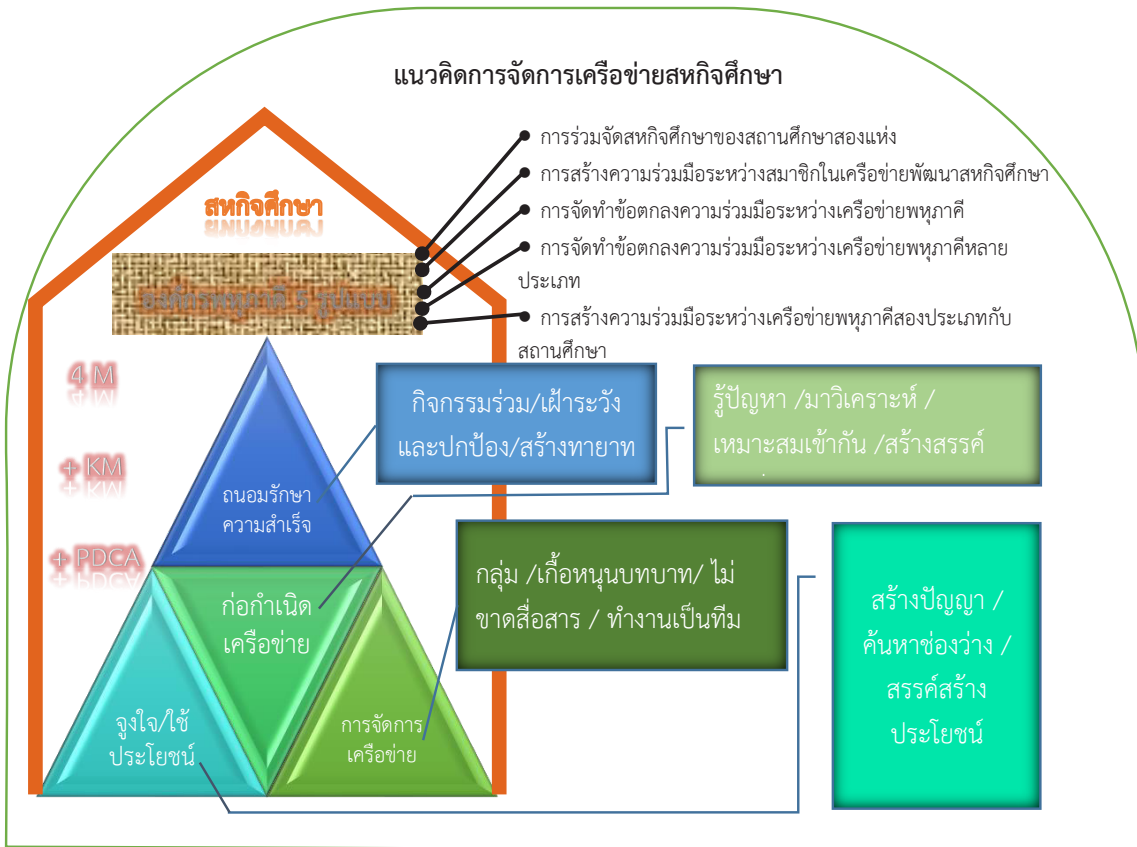 แนวคิดการจัดการเครือข่ายสหกิจศึกษา
การร่วมจัดสหกิจศึกษาของสถานศึกษาสองแห่ง
การสร้างความร่วมมือระหว่างสมาชิกในเครือข่ายพัฒนาสหกิจศึกษา
การจัดทำข้อตกลงความร่วมมือระหว่างเครือข่ายพหุภาคี
การจัดทำข้อตกลงความร่วมมือระหว่างเครือข่ายพหุภาคีหลาย
ประเภท
การสร้างความร่วมมือระหว่างเครือข่ายพหุภาคีสองประเภทกับ
สถานศึกษา
สหกิจศึกษา
องค์กรพหุภาคี 5 รูปแบบ
4 M
+ KM
+ PDCA
ถนอมรักษา
ความสำเร็จ
ก่อกำเนิด
เครือข่าย
จูงใจ/ใช้
ประโยชน์
การจัดการ
เครือข่าย
กิจกรรมร่วม/เฝ้าระวัง
และปกป้อง/สร้างทายาท
รู้ปัญหา /มาวิเคราะห์ /
เหมาะสมเข้ากัน /สร้างสรรค์
กลุ่ม /เกื้อหนุนบทบาท/ ไม่
ขาดสื่อสาร / ทำงานเป็นทีม
สร้างปัญญา /
ค้นหาช่องว่าง /
สรรค์สร้าง
ประโยชน์